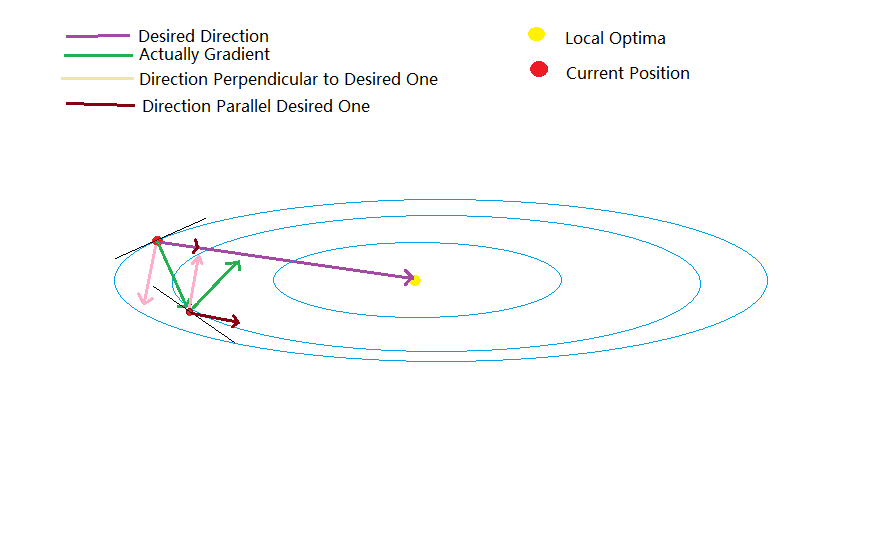 Desired Direction
Actually Gradient
Direction Perpendicular to Desired One
Direction Parallel Desired One
Local Optima
Current Position